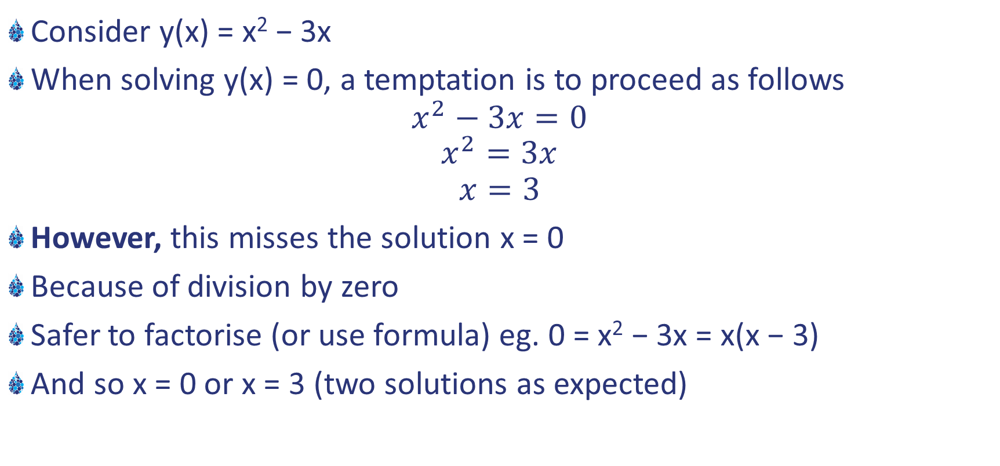 Consider y(x) = x² − 3x
When solving y(x) = 0, a temptation is to proceed as follows
x² − 3x = 0
x² = 3x
x = 3
However, this misses the solution x = 0
Because of division by zero
Safer to factorise (or use formula) eg. 0 = x² − 3x = x(x − 3)
And so x = 0 or x = 3 (two solutions as expected)